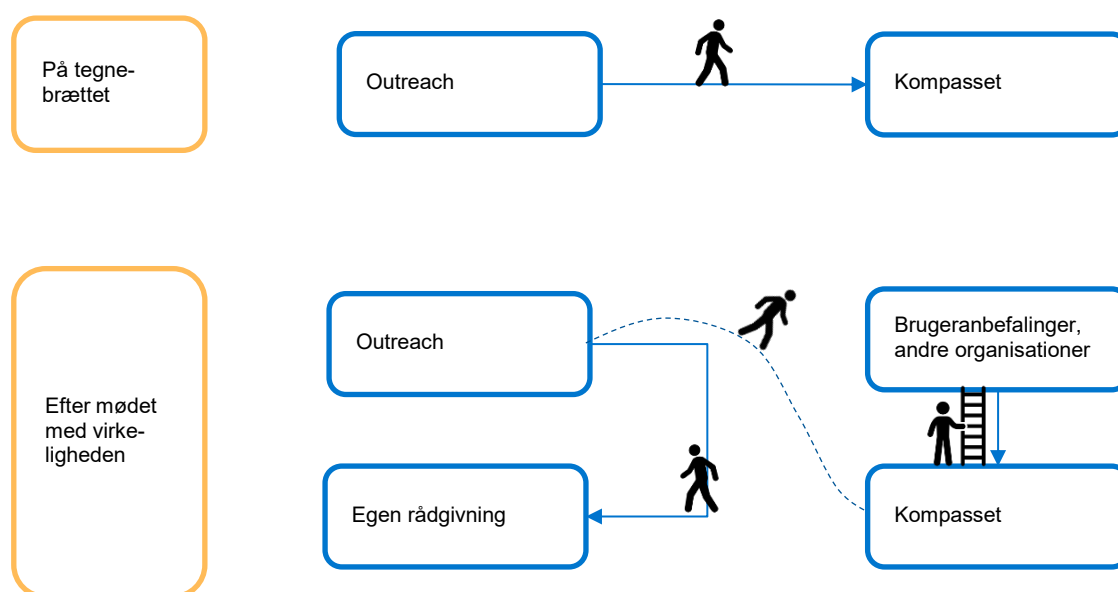 På tegne-
brættet
Outreach
Kompasset
Efter mødet
med virke-
ligheden
Outreach
Brugeranbefalinger,
andre organisationer
Egen rådgivning
Kompasset